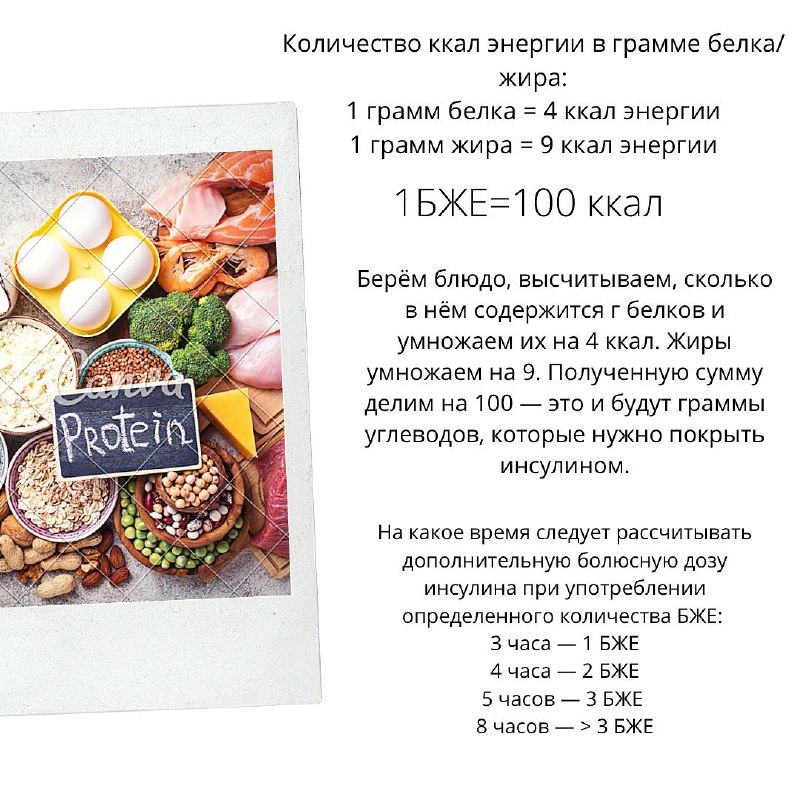 Количество ккал энергии в грамме белка/
жира:
1 грамм белка = 4 ккал энергии
1 грамм жира = 9 ккал энергии
1БЖЕ=100 ккал
Берём блюдо, высчитываем, сколько
в нём содержится г белков и
умножаем их на 4 ккал. Жиры
умножаем на 9. Полученную сумму
делим на 100 — это и будут граммы
углеводов, которые нужно покрыть
инсулином.
На какое время следует рассчитывать
дополнительную болюсную дозу
инсулина при употреблении
определенного количества БЖЕ:
3 часа — 1 БЖЕ
4 часа — 2 БЖЕ
5 часов — 3 БЖЕ
8 часов — > 3 БЖЕ
Canva
Protein